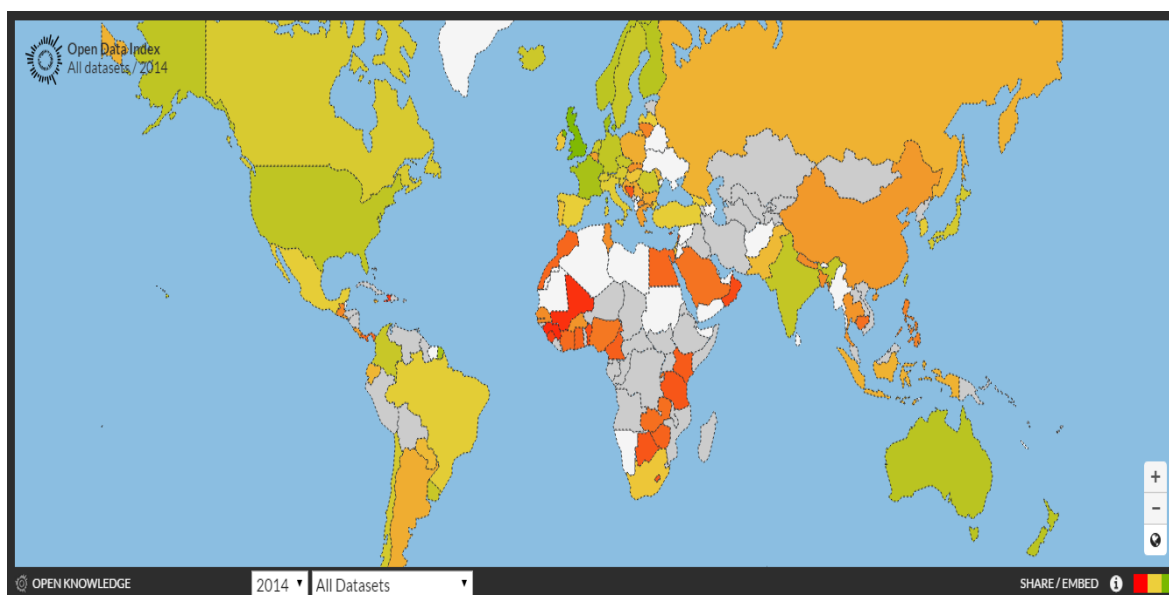 Open Data Index
All datasets / 2014
+
−
OPEN KNOWLEDGE
2014
All Datasets
SHARE / EMBED
i